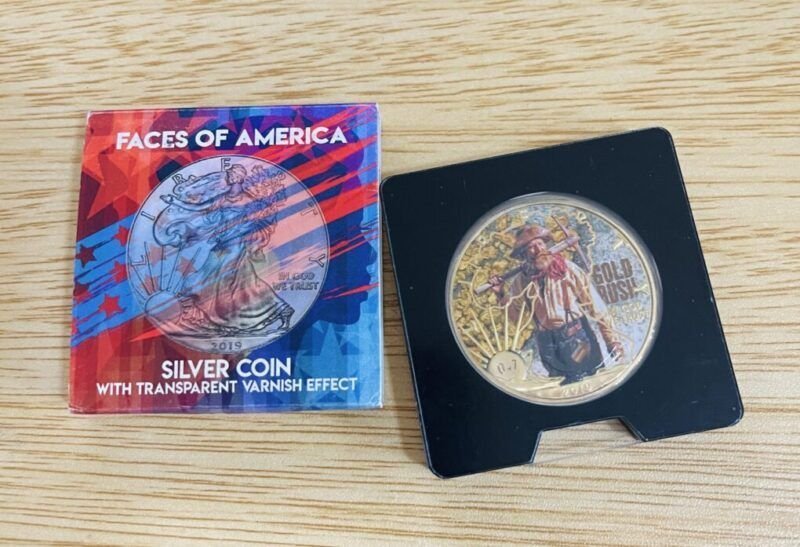 FACES OF AMERICA
LIBERTY
IN GOD
WE TRUST
2019
SILVER COIN
WITH TRANSPARENT VARNISH EFFECT
GOLD
RUSH